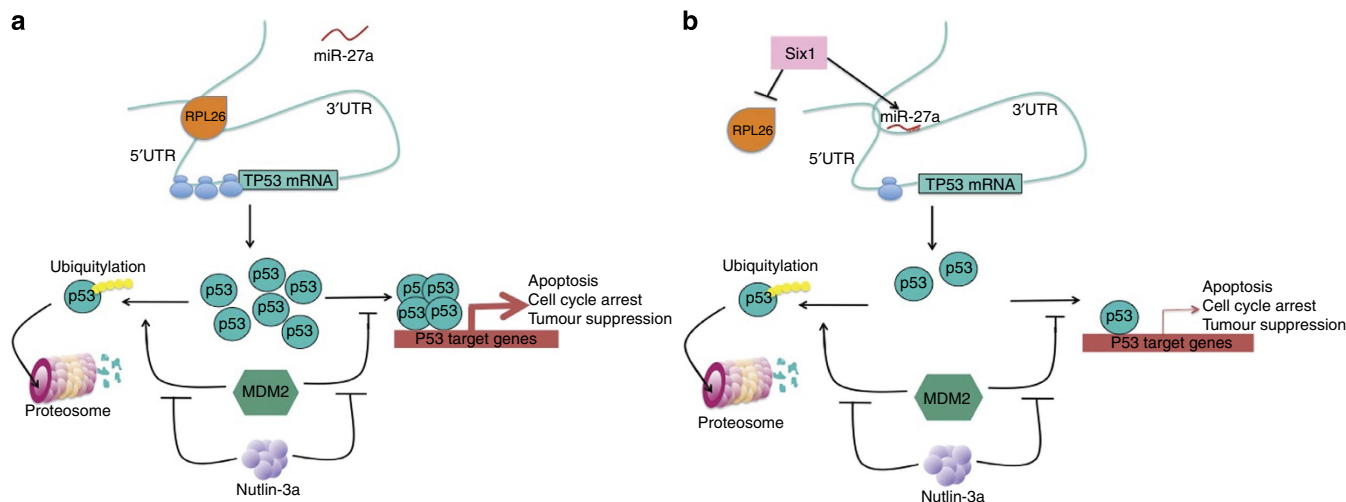 a
miR-27a
RPL26
3′UTR
5′UTR
TP53 mRNA
Ubiquitylation
p53
p53
p53
p53
p53
p53
p53
p53
p5
p53
p53
p53
Apoptosis
Cell cycle arrest
Tumour suppression
P53 target genes
MDM2
Proteosome
Nutlin-3a
b
Six1
RPL26
miR-27a
3′UTR
5′UTR
TP53 mRNA
Ubiquitylation
p53
p53
p53
p53
Apoptosis
Cell cycle arrest
Tumour suppression
P53 target genes
MDM2
Proteosome
Nutlin-3a